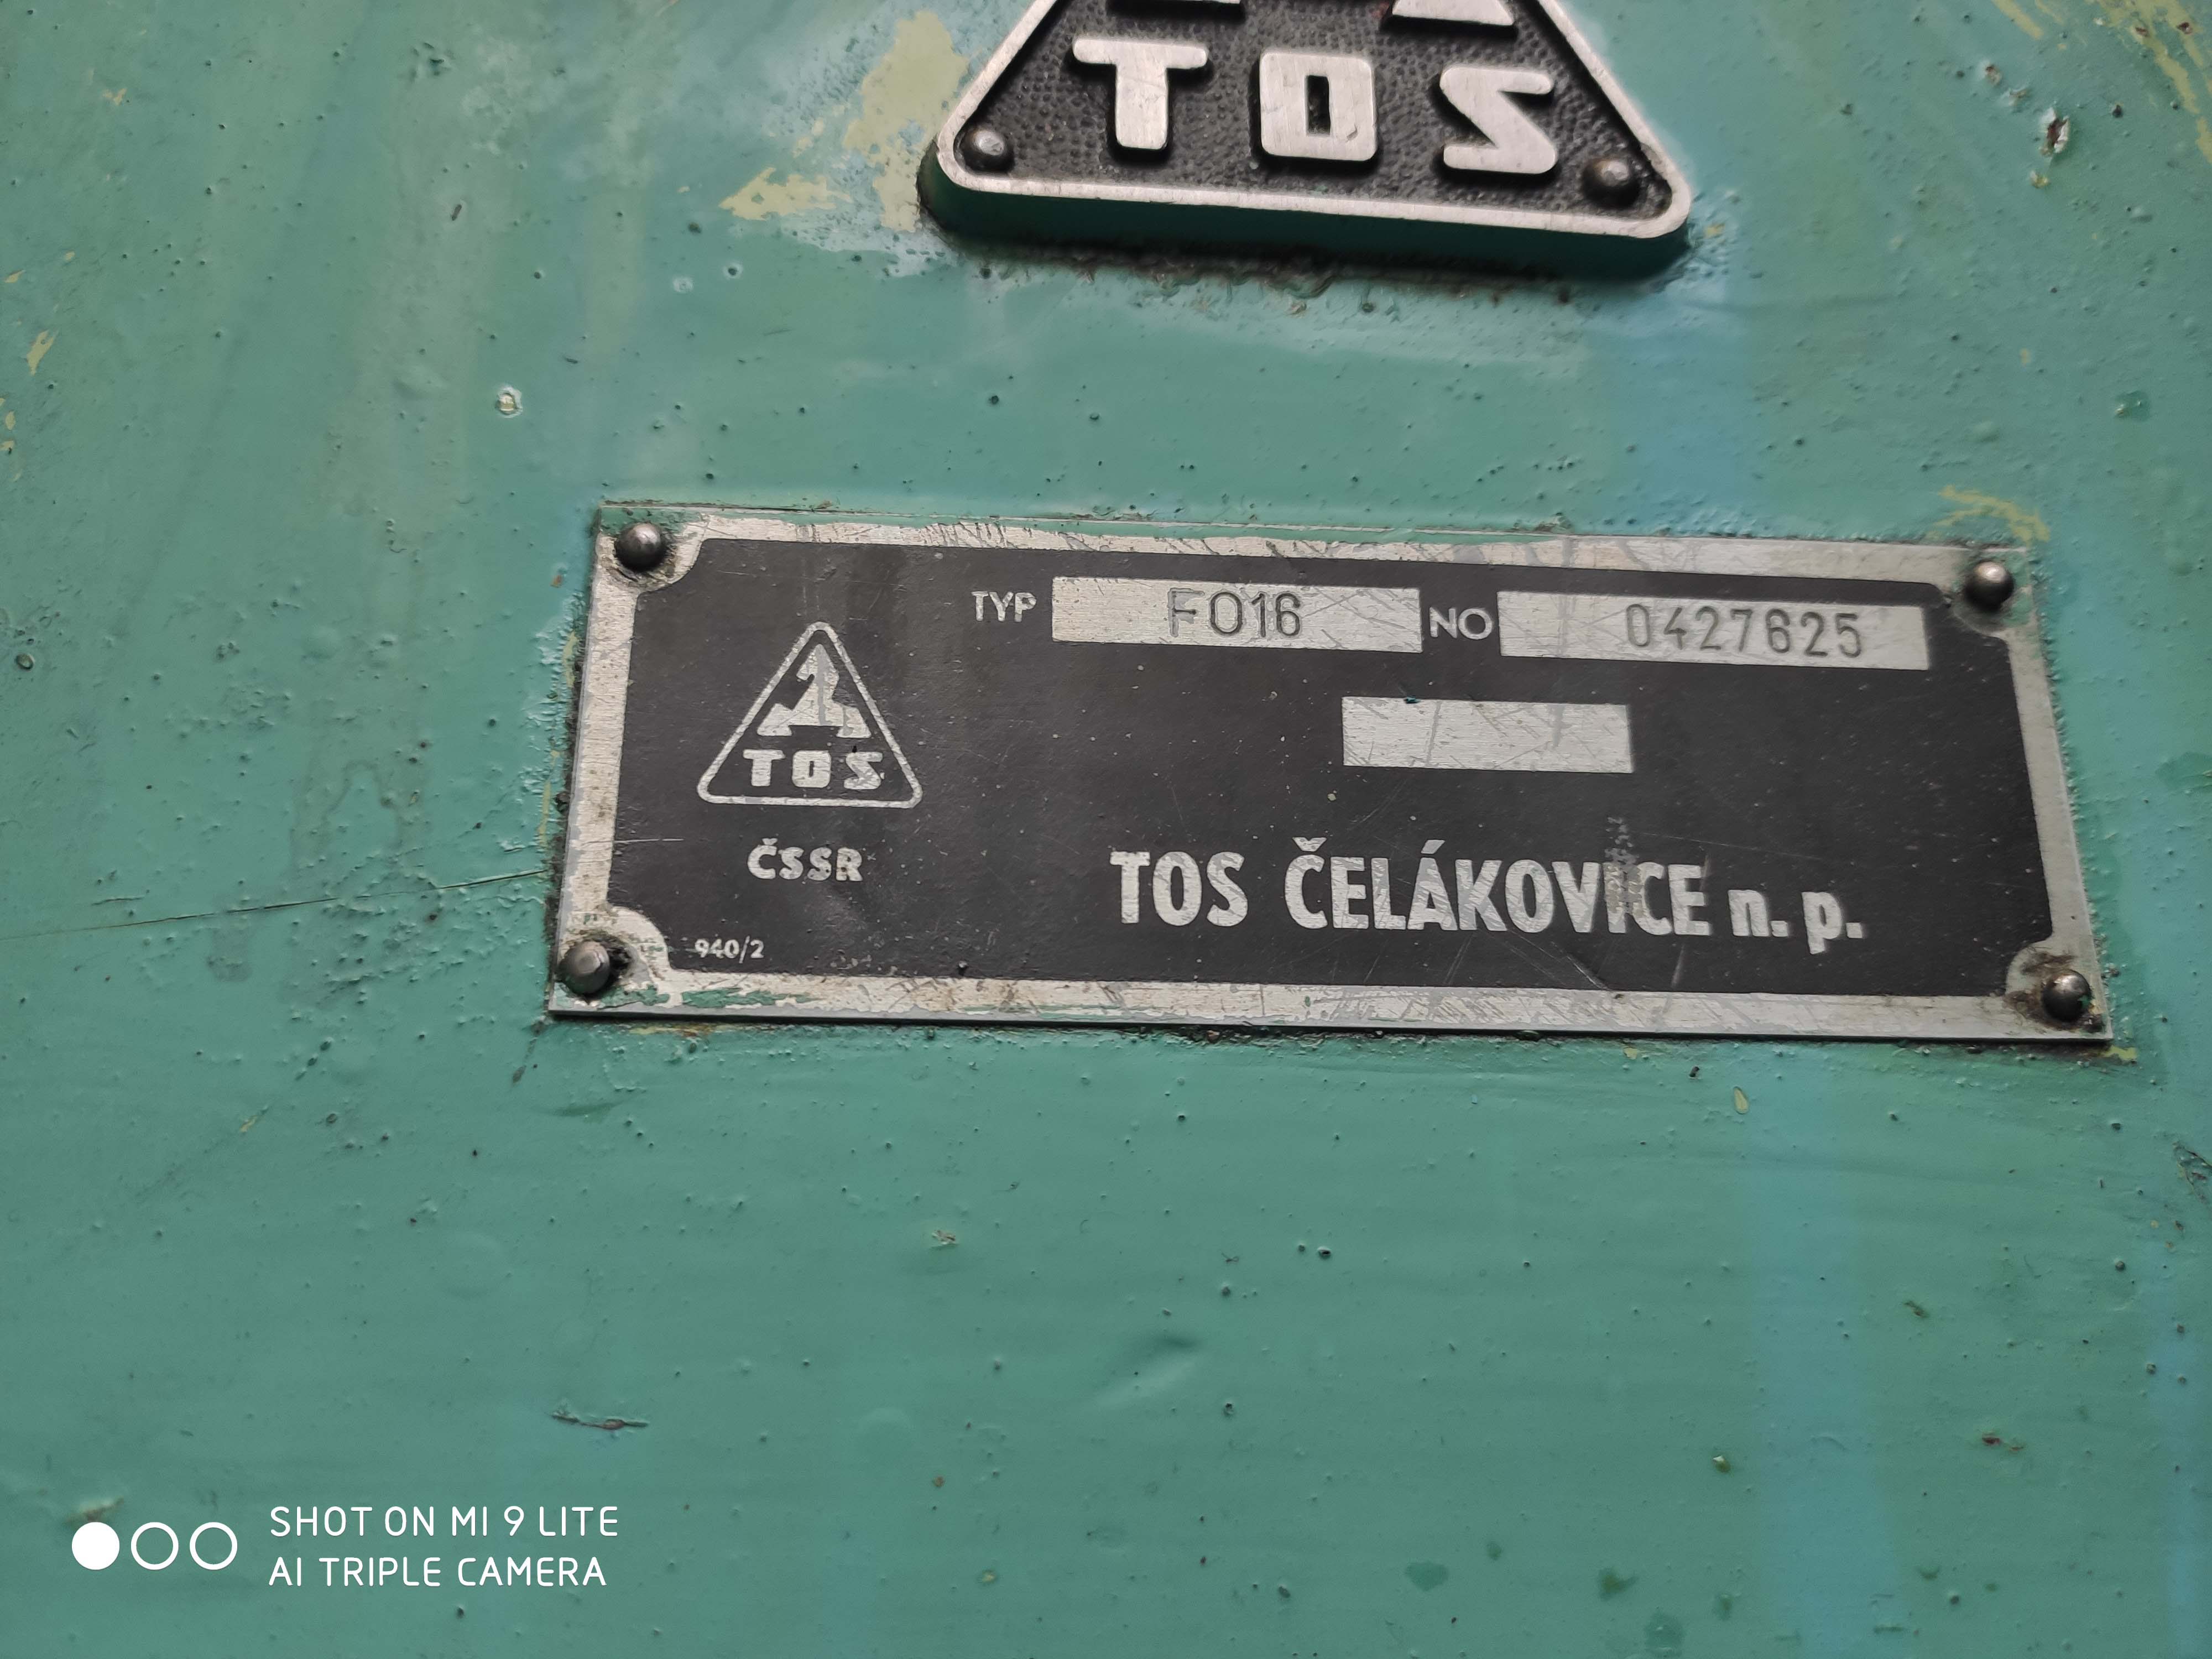 TOS
TYP FO16 NO 0427625
TOS
ČSSR
TOS ČELÁKOVICE n. p.
940/2
SHOT ON MI 9 LITE
AI TRIPLE CAMERA